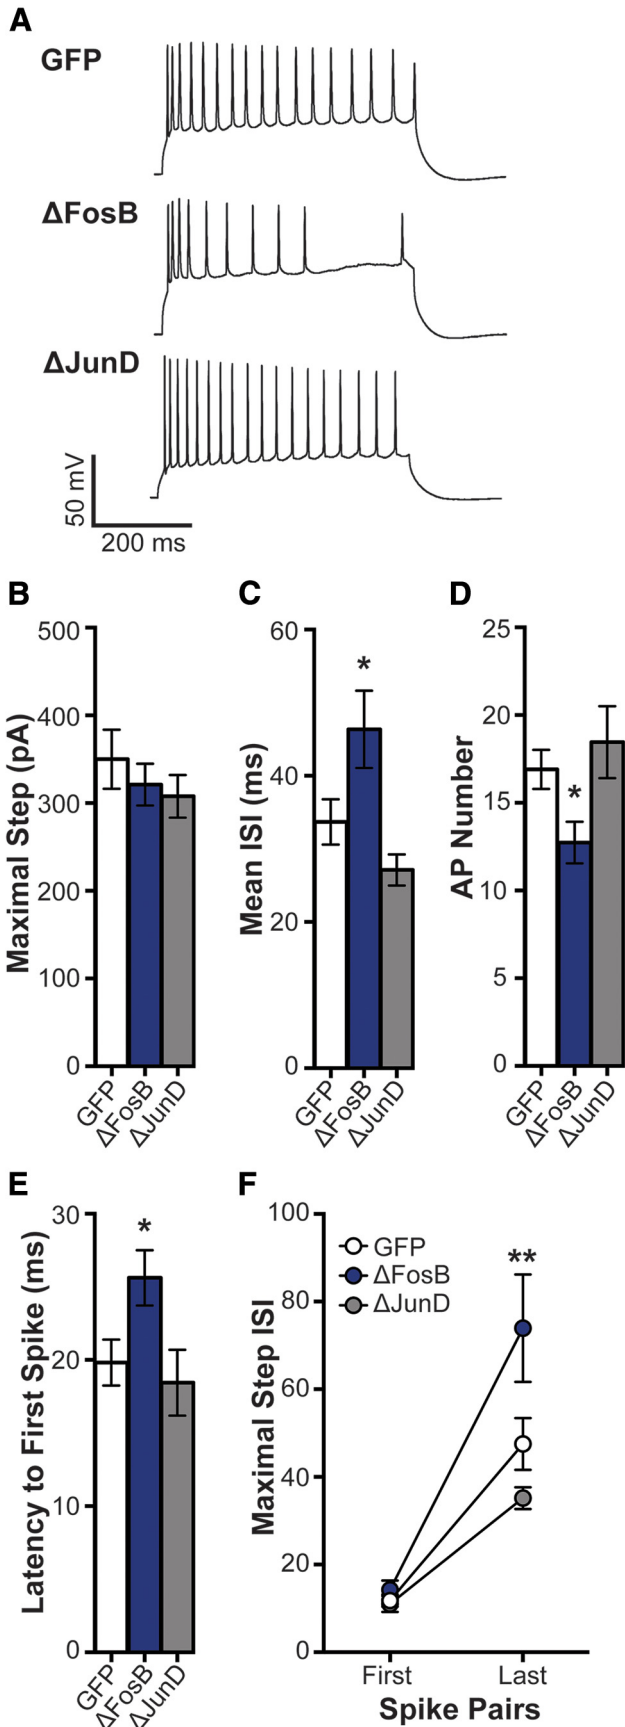 A
GFP
ΔFosB
ΔJunD
50 mV
200 ms
B
Maximal Step (pA)
500
400
300
200
100
0
GFP
ΔFosB
ΔJunD
C
Mean ISI (ms)
60
40
20
0
*
GFP
ΔFosB
ΔJunD
D
AP Number
25
20
15
10
5
0
*
GFP
ΔFosB
ΔJunD
E
Latency to First Spike (ms)
30
20
10
0
*
GFP
ΔFosB
ΔJunD
F
Maximal Step ISI
100
80
60
40
20
0
GFP
ΔFosB
ΔJunD
**
First
Last
Spike Pairs